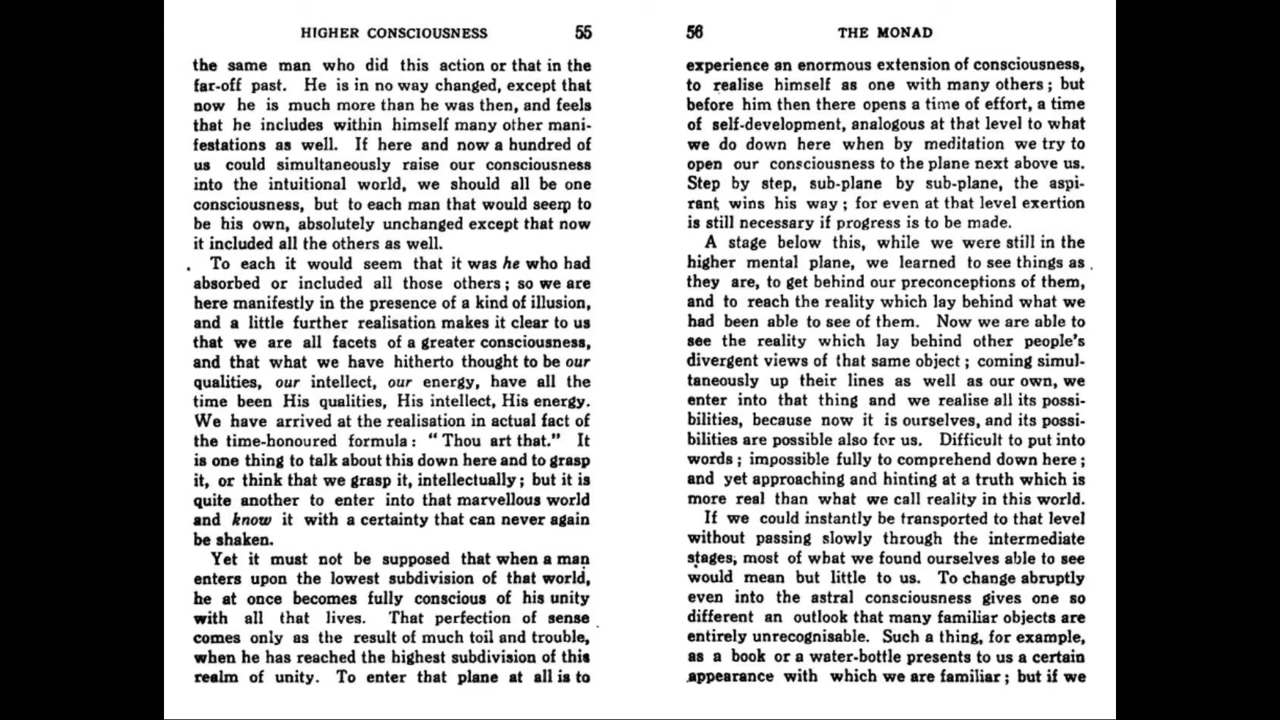 HIGHER CONSCIOUSNESS 55
the same man who did this action or that in the
far-off past. He is in no way changed, except that
now he is much more than he was then, and feels
that he includes within himself many other mani-
festations as well. If here and now a hundred of
us could simultaneously raise our consciousness
into the intuitional world, we should all be one
consciousness, but to each man that would seem to
be his own, absolutely unchanged except that now
it included all the others as well.
To each it would seem that it was he who had
absorbed or included all those others; so we are
here manifestly in the presence of a kind of illusion,
and a little further realisation makes it clear to us
that we are all facets of a greater consciousness,
and that what we have hitherto thought to be our
qualities, our intellect, our energy, have all the
time been His qualities, His intellect, His energy.
We have arrived at the realisation in actual fact of
the time-honoured formula: "Thou art that." It
is one thing to talk about this down here and to grasp
it, or think that we grasp it, intellectually; but it is
quite another to enter into that marvellous world
and know it with a certainty that can never again
be shaken.
Yet it must not be supposed that when a man
enters upon the lowest subdivision of that world,
he at once becomes fully conscious of his unity
with all that lives. That perfection of sense
comes only as the result of much toil and trouble,
when he has reached the highest subdivision of this
realm of unity. To enter that plane at all is to
56 THE MONAD
experience an enormous extension of consciousness,
to realise himself as one with many others; but
before him then there opens a time of effort, a time
of self-development, analogous at that level to what
we do down here when by meditation we try to
open our consciousness to the plane next above us.
Step by step, sub-plane by sub-plane, the aspi-
rant wins his way; for even at that level exertion
is still necessary if progress is to be made.
A stage below this, while we were still in the
higher mental plane, we learned to see things as
they are, to get behind our preconceptions of them,
and to reach the reality which lay behind what we
had been able to see of them. Now we are able to
see the reality which lay behind other people's
divergent views of that same object; coming simul-
taneously up their lines as well as our own, we
enter into that thing and we realise all its possi-
bilities, because now it is ourselves, and its possi-
bilities are possible also for us. Difficult to put into
words; impossible fully to comprehend down here;
and yet approaching and hinting at a truth which is
more real than what we call reality in this world.
If we could instantly be transported to that level
without passing slowly through the intermediate
stages, most of what we found ourselves able to see
would mean but little to us. To change abruptly
even into the astral consciousness gives one so
different an outlook that many familiar objects are
entirely unrecognisable. Such a thing, for example,
as a book or a water-bottle presents to us a certain
appearance with which we are familiar; but if we